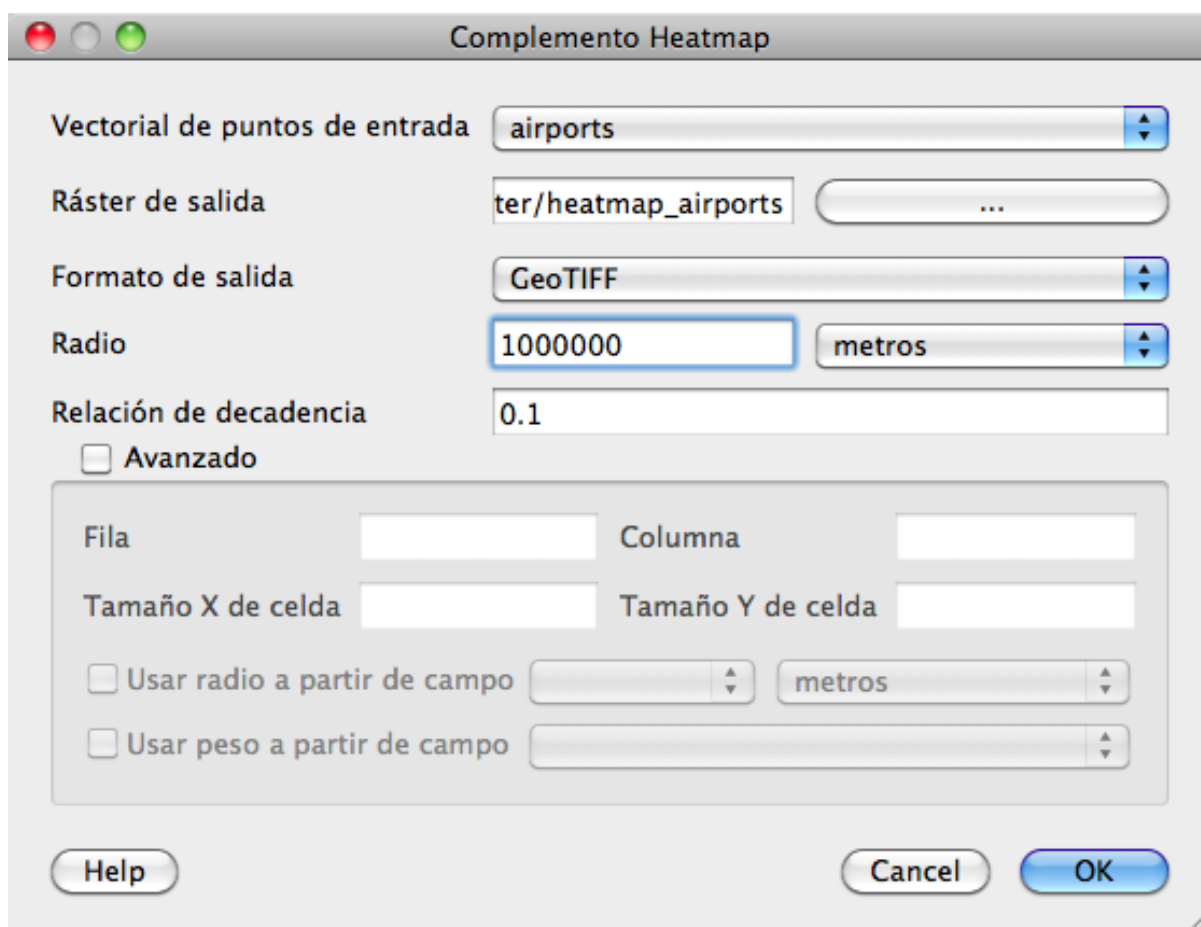 Complemento Heatmap
Vectorial de puntos de entrada airports
Ráster de salida ter/heatmap_airports ...
Formato de salida GeoTIFF
Radio 1000000 metros
Relación de decadencia 0.1
Avanzado
Fila Columna
Tamaño X de celda Tamaño Y de celda
Usar radio a partir de campo metros
Usar peso a partir de campo
Help Cancel OK